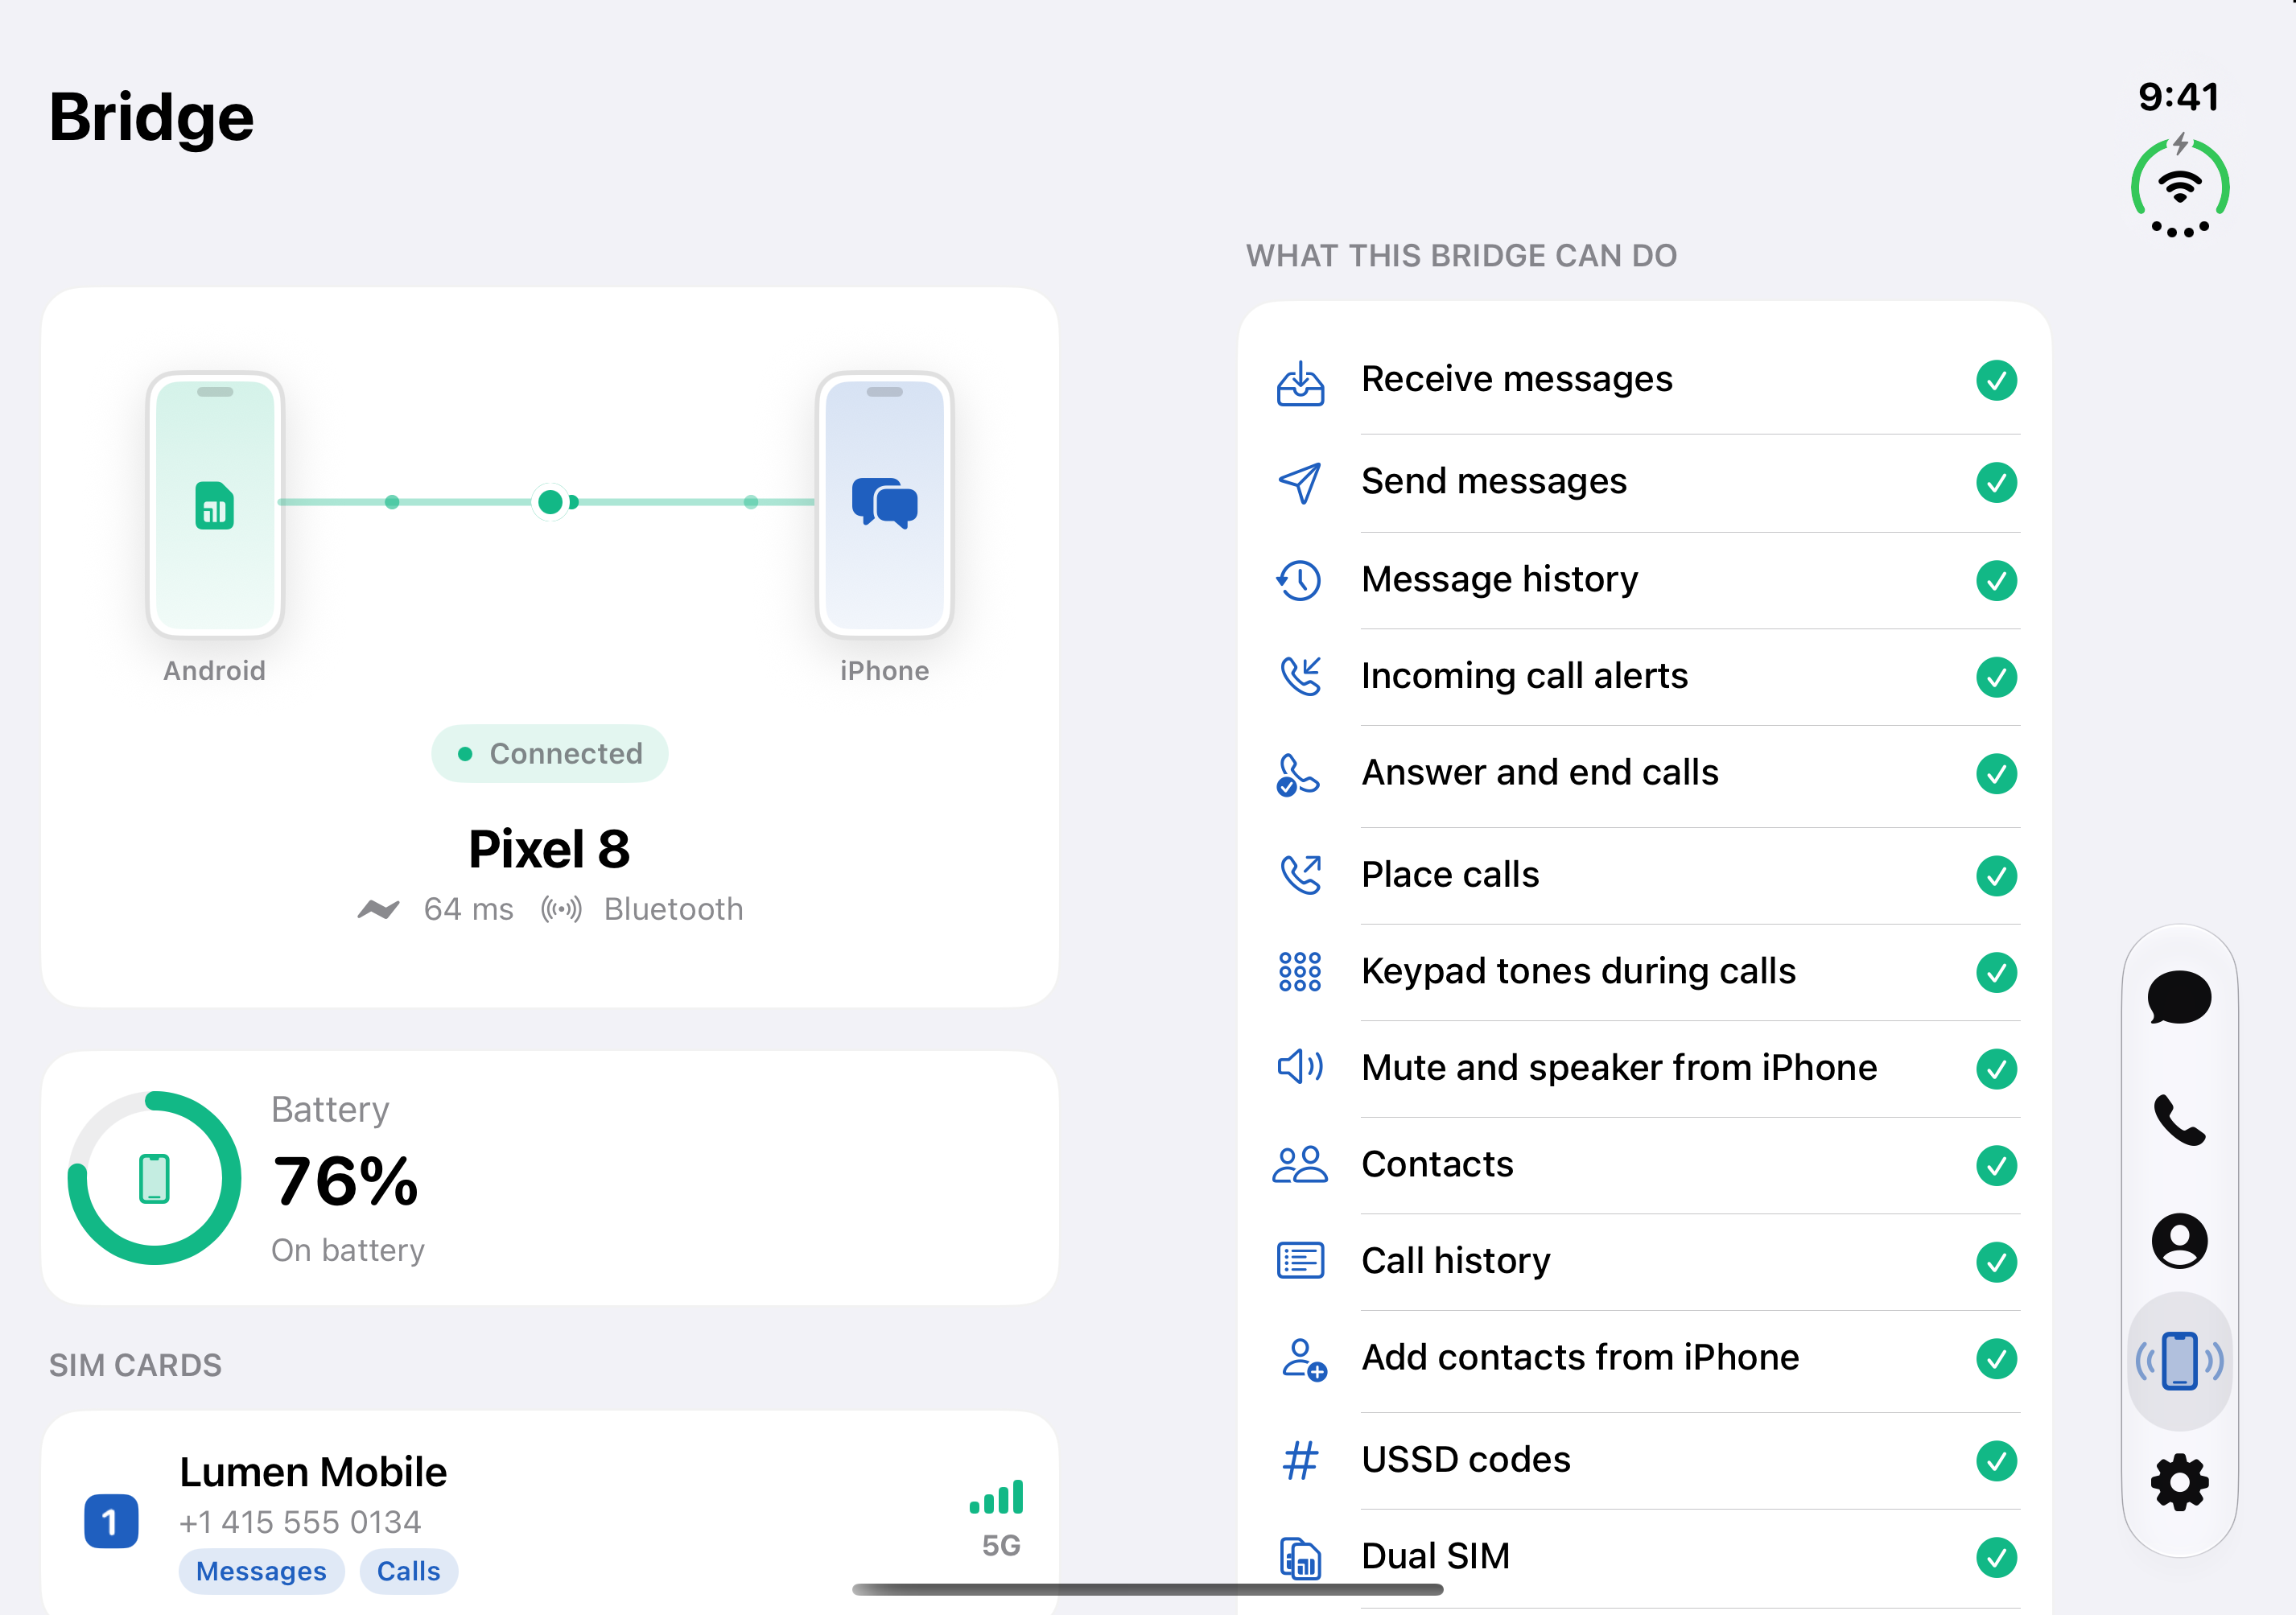 Bridge
9:41
Android
iPhone
Connected
Pixel 8
64 ms Bluetooth
Battery
76%
On battery
SIM CARDS
1
Lumen Mobile
+1 415 555 0134
Messages Calls
5G
WHAT THIS BRIDGE CAN DO
Receive messages
Send messages
Message history
Incoming call alerts
Answer and end calls
Place calls
Keypad tones during calls
Mute and speaker from iPhone
Contacts
Call history
Add contacts from iPhone
USSD codes
Dual SIM